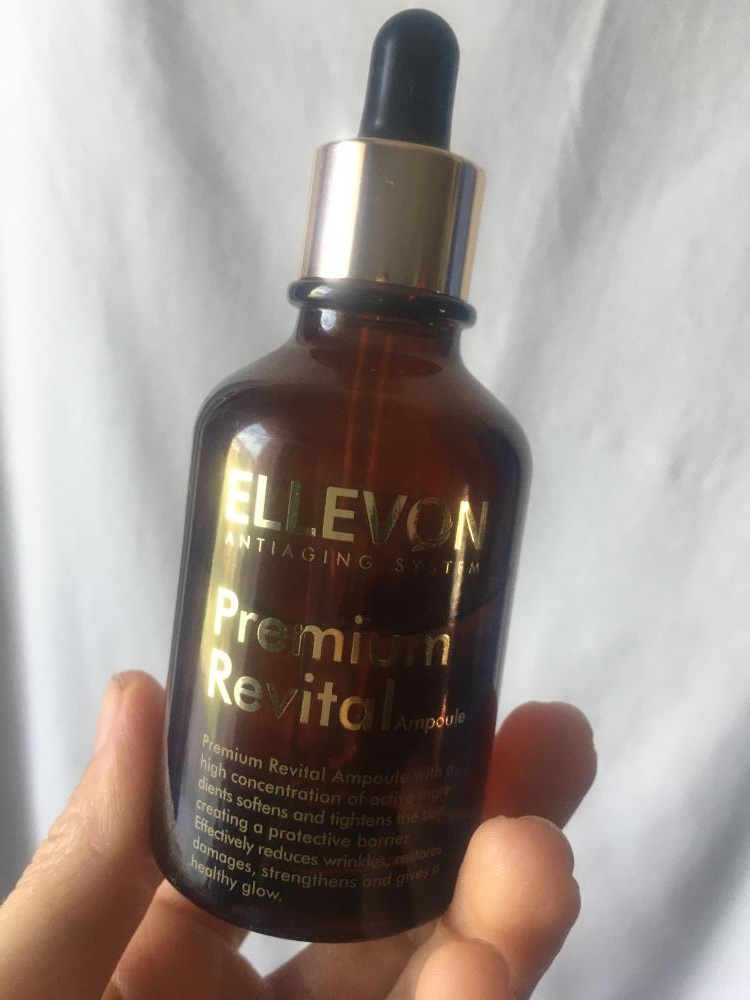 ELLEVON
ANTIAGING SYSTEM
Premium
Revital Ampoule
Premium Revital Ampoule with a
high concentration of active ingre
dients softens and tightens the skin,
creating a protective barrier.
Effectively reduces wrinkles, restores
damages, strengthens and gives a
healthy glow.